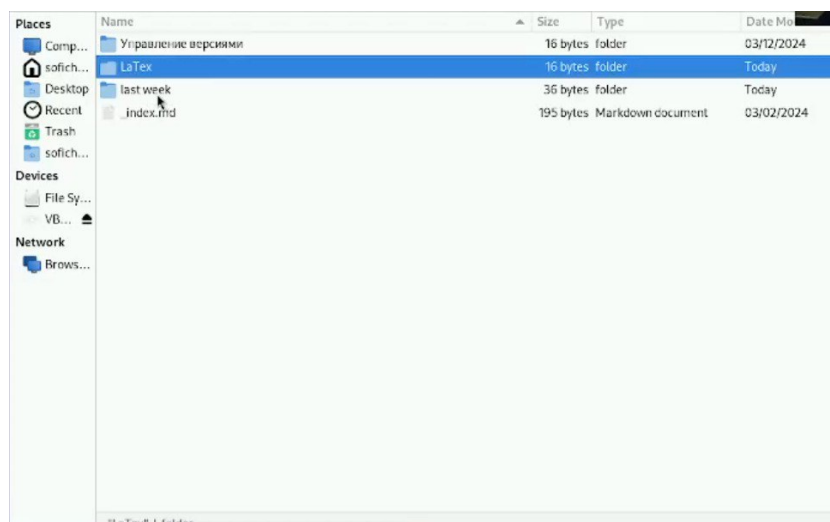 Places
Comp...
sofich...
Desktop
Recent
Trash
sofich...
Devices
File Sy...
VB...
Network
Brows...
Name Size Type Date Mo
Управление версиями 16 bytes folder 03/12/2024
LaTex 16 bytes folder Today
last week 36 bytes folder Today
_index.md 195 bytes Markdown document 03/02/2024